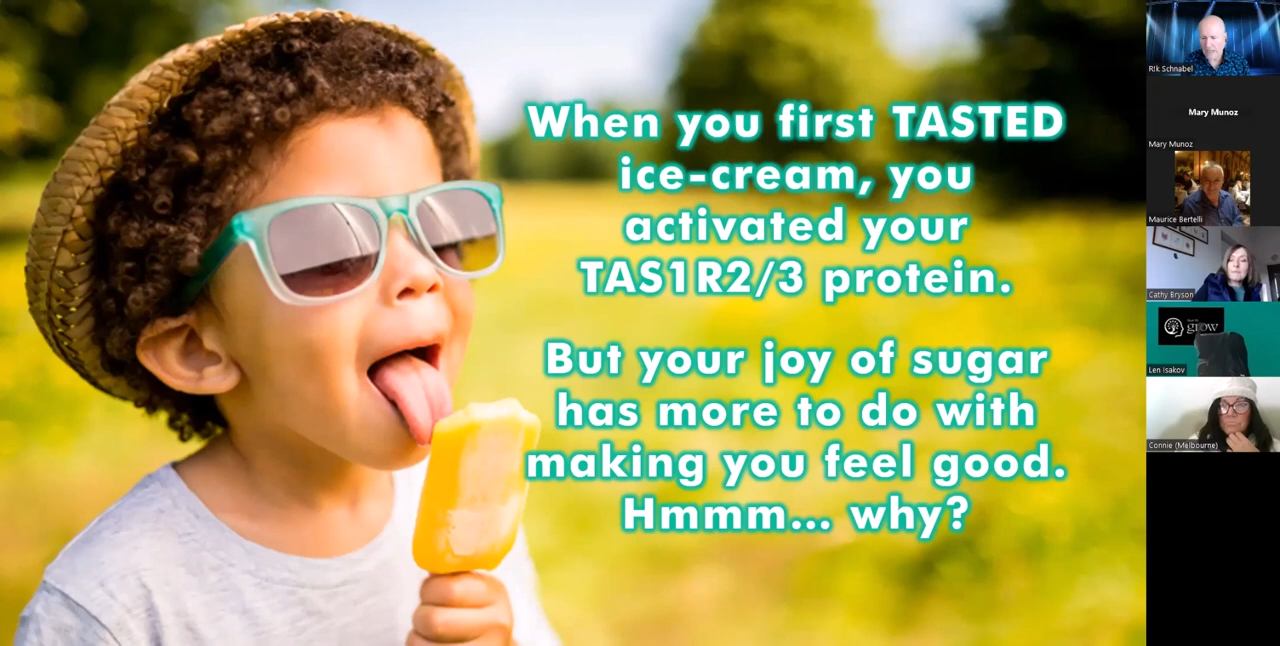 When you first TASTED
ice-cream, you
activated your
TAS1R2/3 protein.
But your joy of sugar
has more to do with
making you feel good.
Hmmm... why?
R!k Schnabel
Mary Munoz
Mary Munoz
Maurice Bertelli
Cathy Bryson
grow
Len Isakov
Connie (Melbourne)